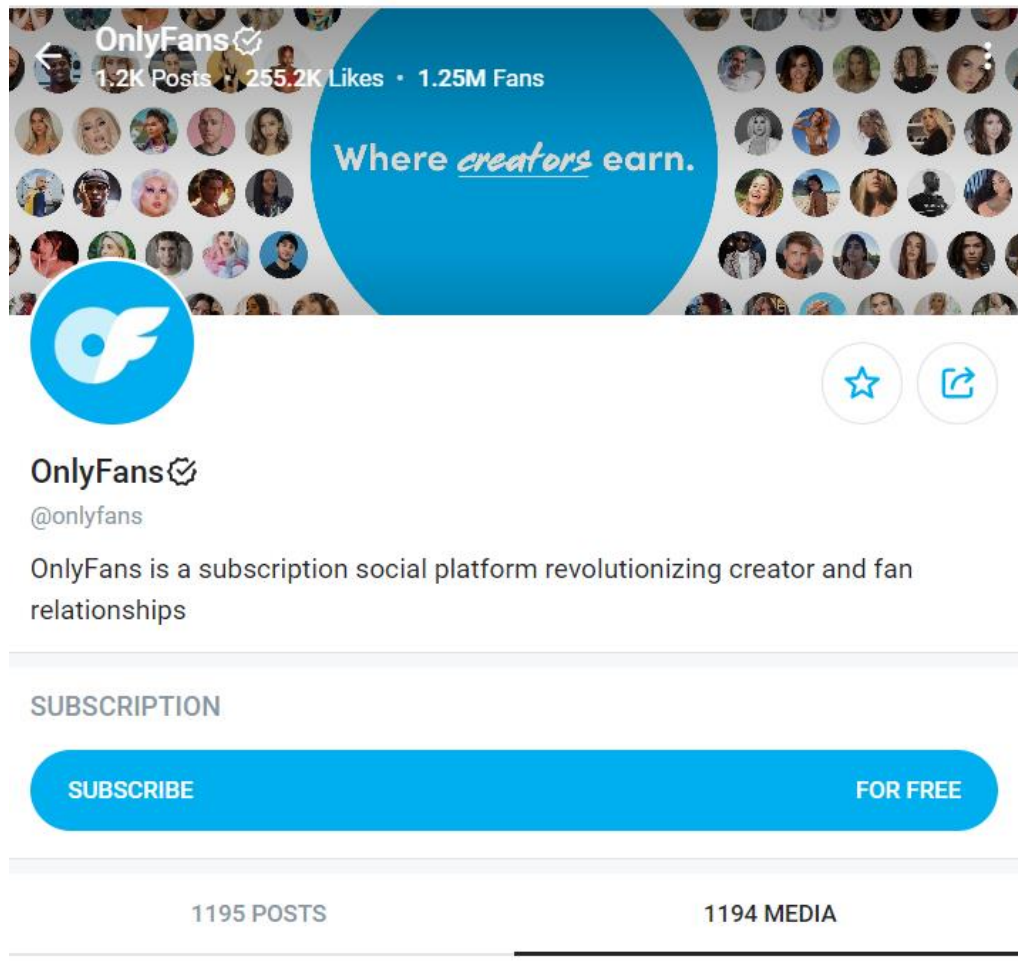 OnlyFans
1.2K Posts • 255.2K Likes • 1.25M Fans
Where creators earn.
OnlyFans
@onlyfans
OnlyFans is a subscription social platform revolutionizing creator and fan
relationships
SUBSCRIPTION
SUBSCRIBE FOR FREE
1195 POSTS 1194 MEDIA